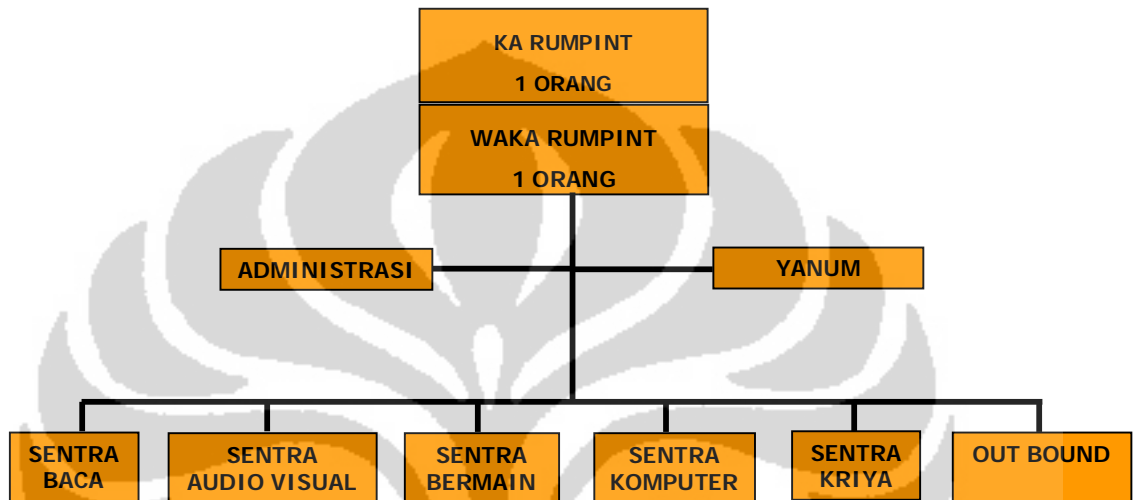 KA RUMPINT
1 ORANG
WAKA RUMPINT
1 ORANG
ADMINISTRASI
YANUM
SENTRA
BACA
SENTRA
AUDIO VISUAL
SENTRA
BERMAIN
SENTRA
KOMPUTER
SENTRA
KRIYA
OUT BOUND